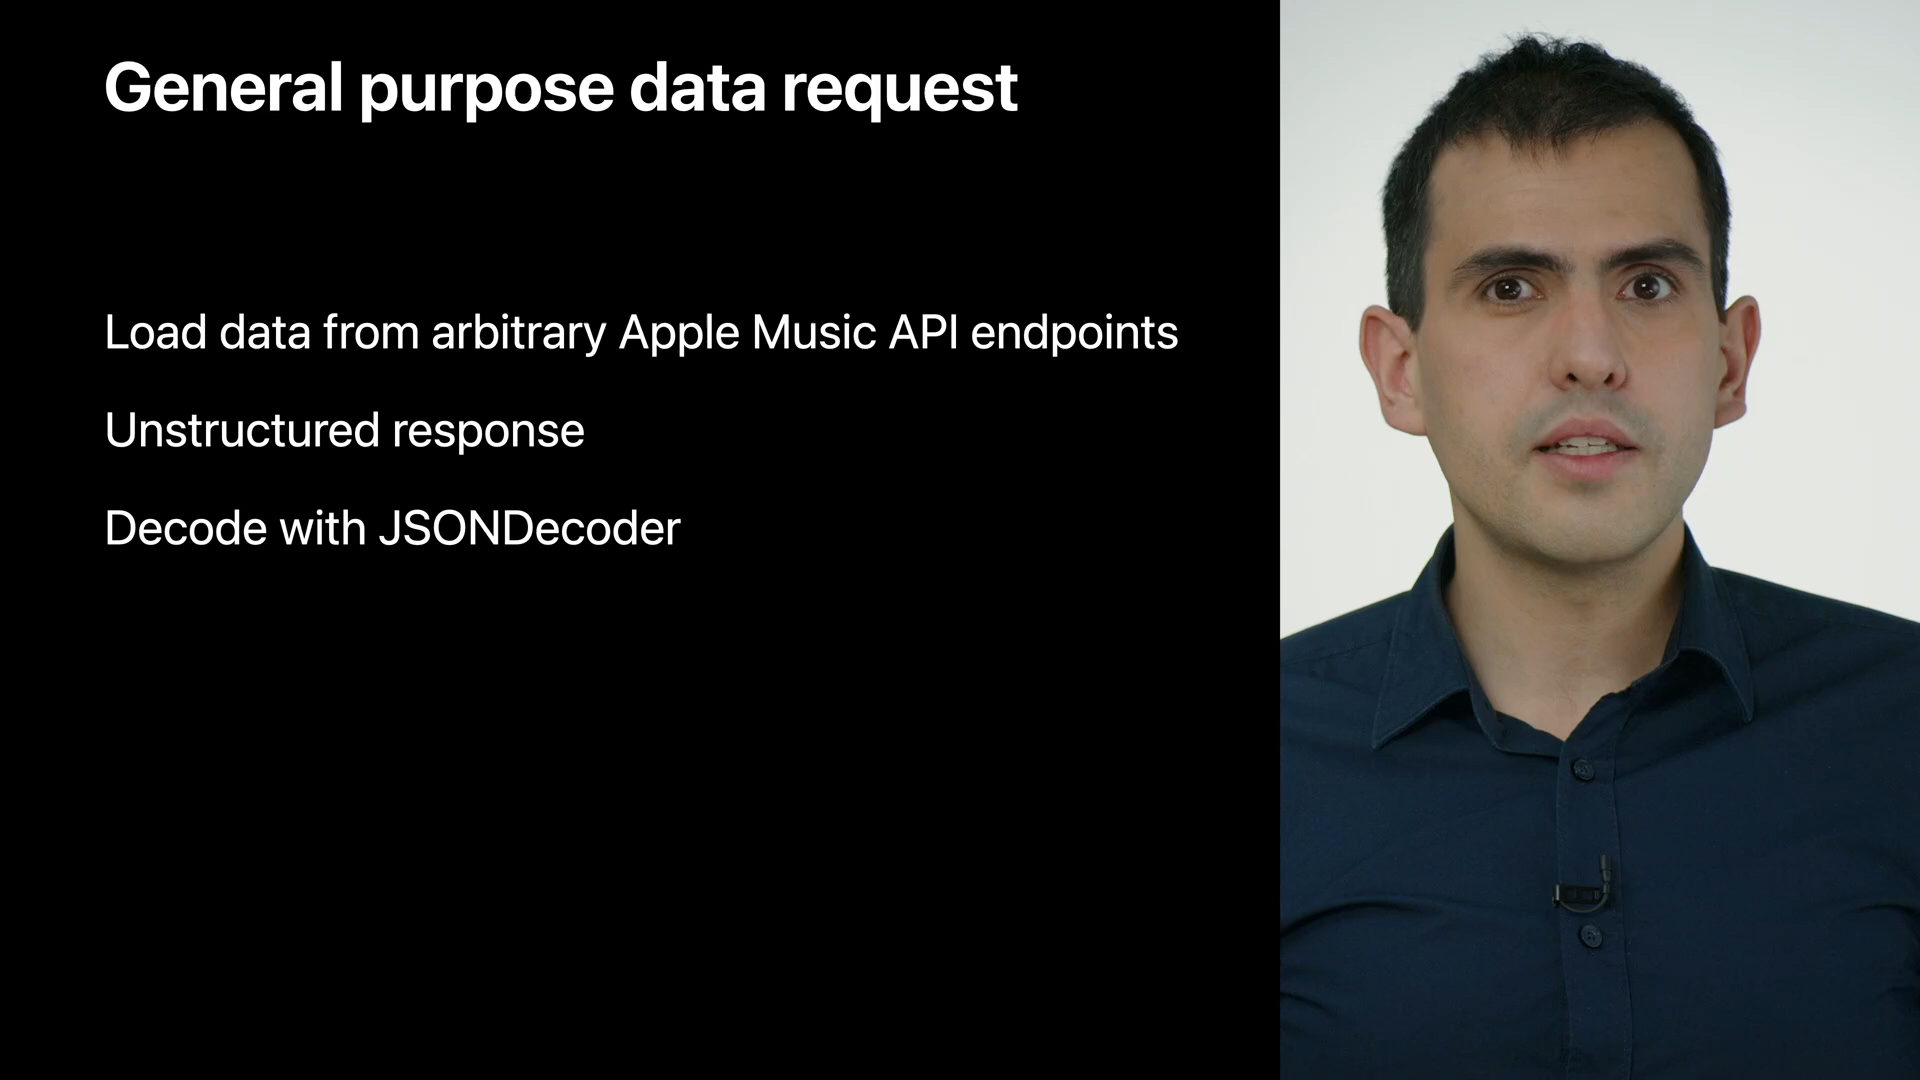 General purpose data request
Load data from arbitrary Apple Music API endpoints
Unstructured response
Decode with JSONDecoder